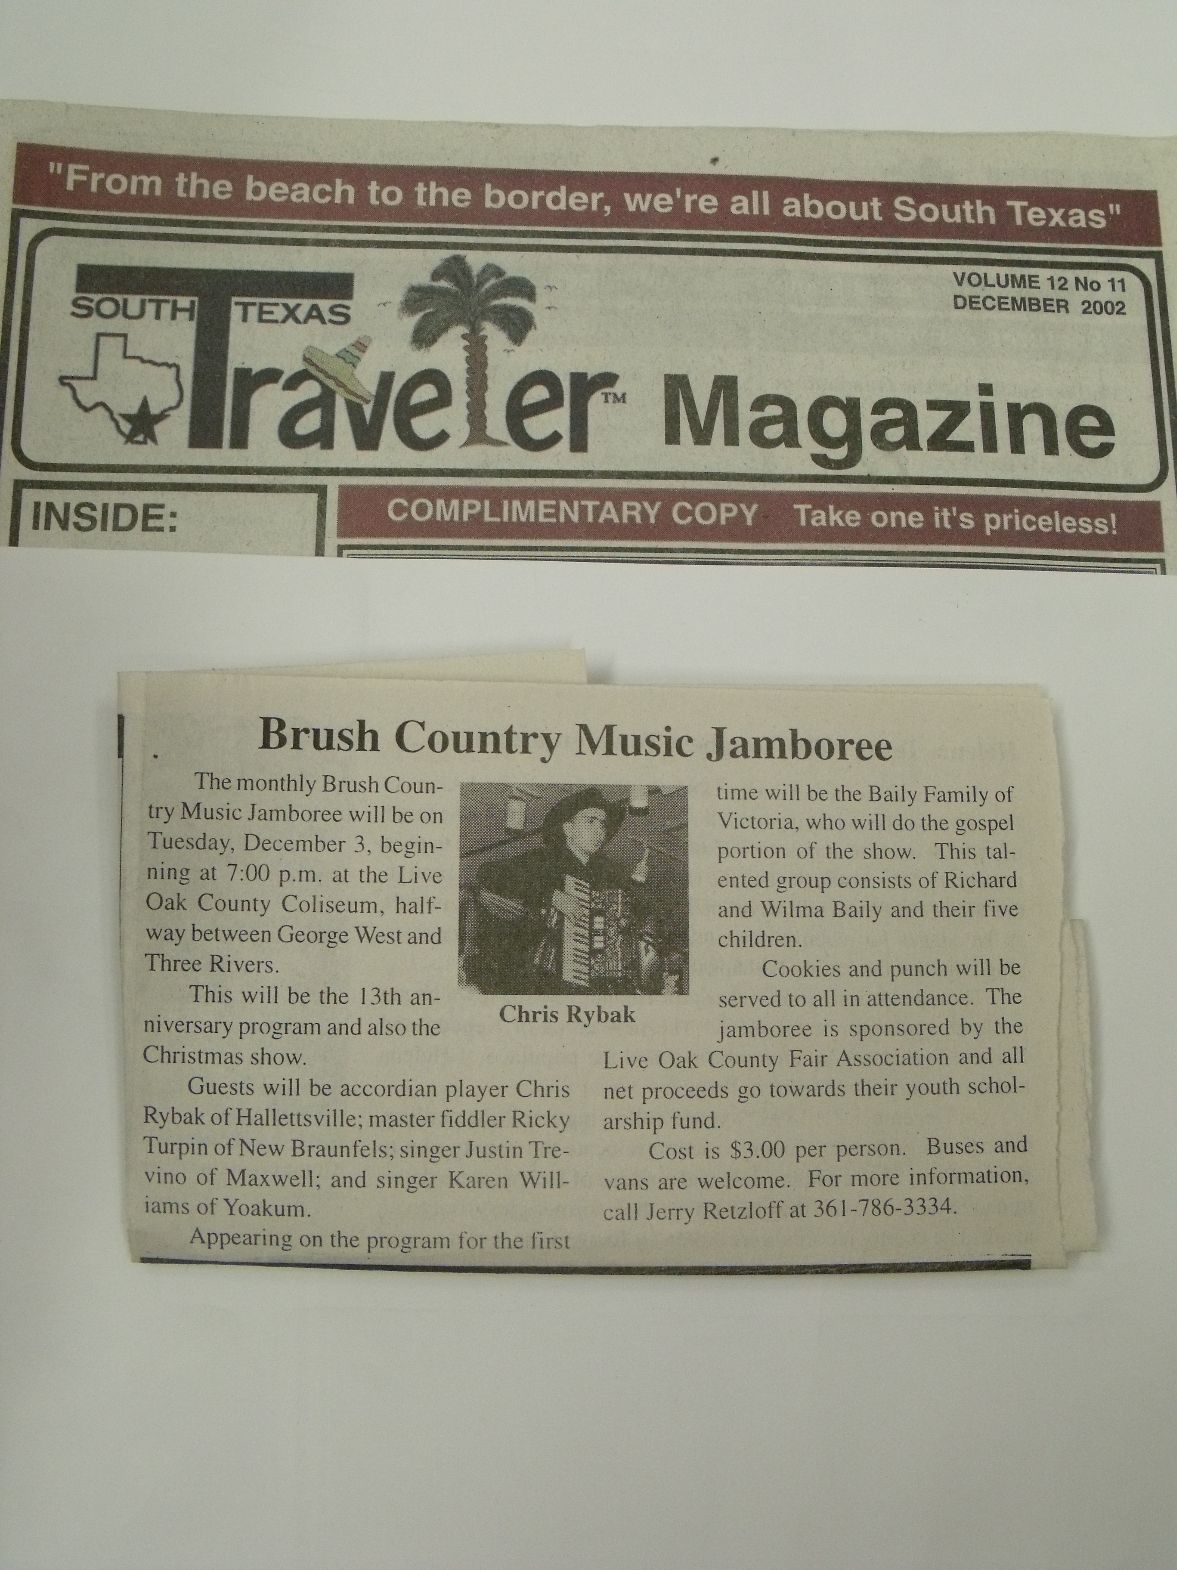 "From the beach to the border, we're all about South Texas"
SOUTH TEXAS
Traveler™ Magazine
VOLUME 12 No 11
DECEMBER 2002
INSIDE:
COMPLIMENTARY COPY Take one it's priceless!
Brush Country Music Jamboree
The monthly Brush Coun-
try Music Jamboree will be on
Tuesday, December 3, begin-
ning at 7:00 p.m. at the Live
Oak County Coliseum, half-
way between George West and
Three Rivers.
This will be the 13th an-
niversary program and also the
Christmas show.
Guests will be accordian player Chris
Rybak of Hallettsville; master fiddler Ricky
Turpin of New Braunfels; singer Justin Tre-
vino of Maxwell; and singer Karen Will-
iams of Yoakum.
Appearing on the program for the first
Chris Rybak
time will be the Baily Family of
Victoria, who will do the gospel
portion of the show. This tal-
ented group consists of Richard
and Wilma Baily and their five
children.
Cookies and punch will be
served to all in attendance. The
jamboree is sponsored by the
Live Oak County Fair Association and all
net proceeds go towards their youth schol-
arship fund.
Cost is $3.00 per person. Buses and
vans are welcome. For more information,
call Jerry Retzloff at 361-786-3334.